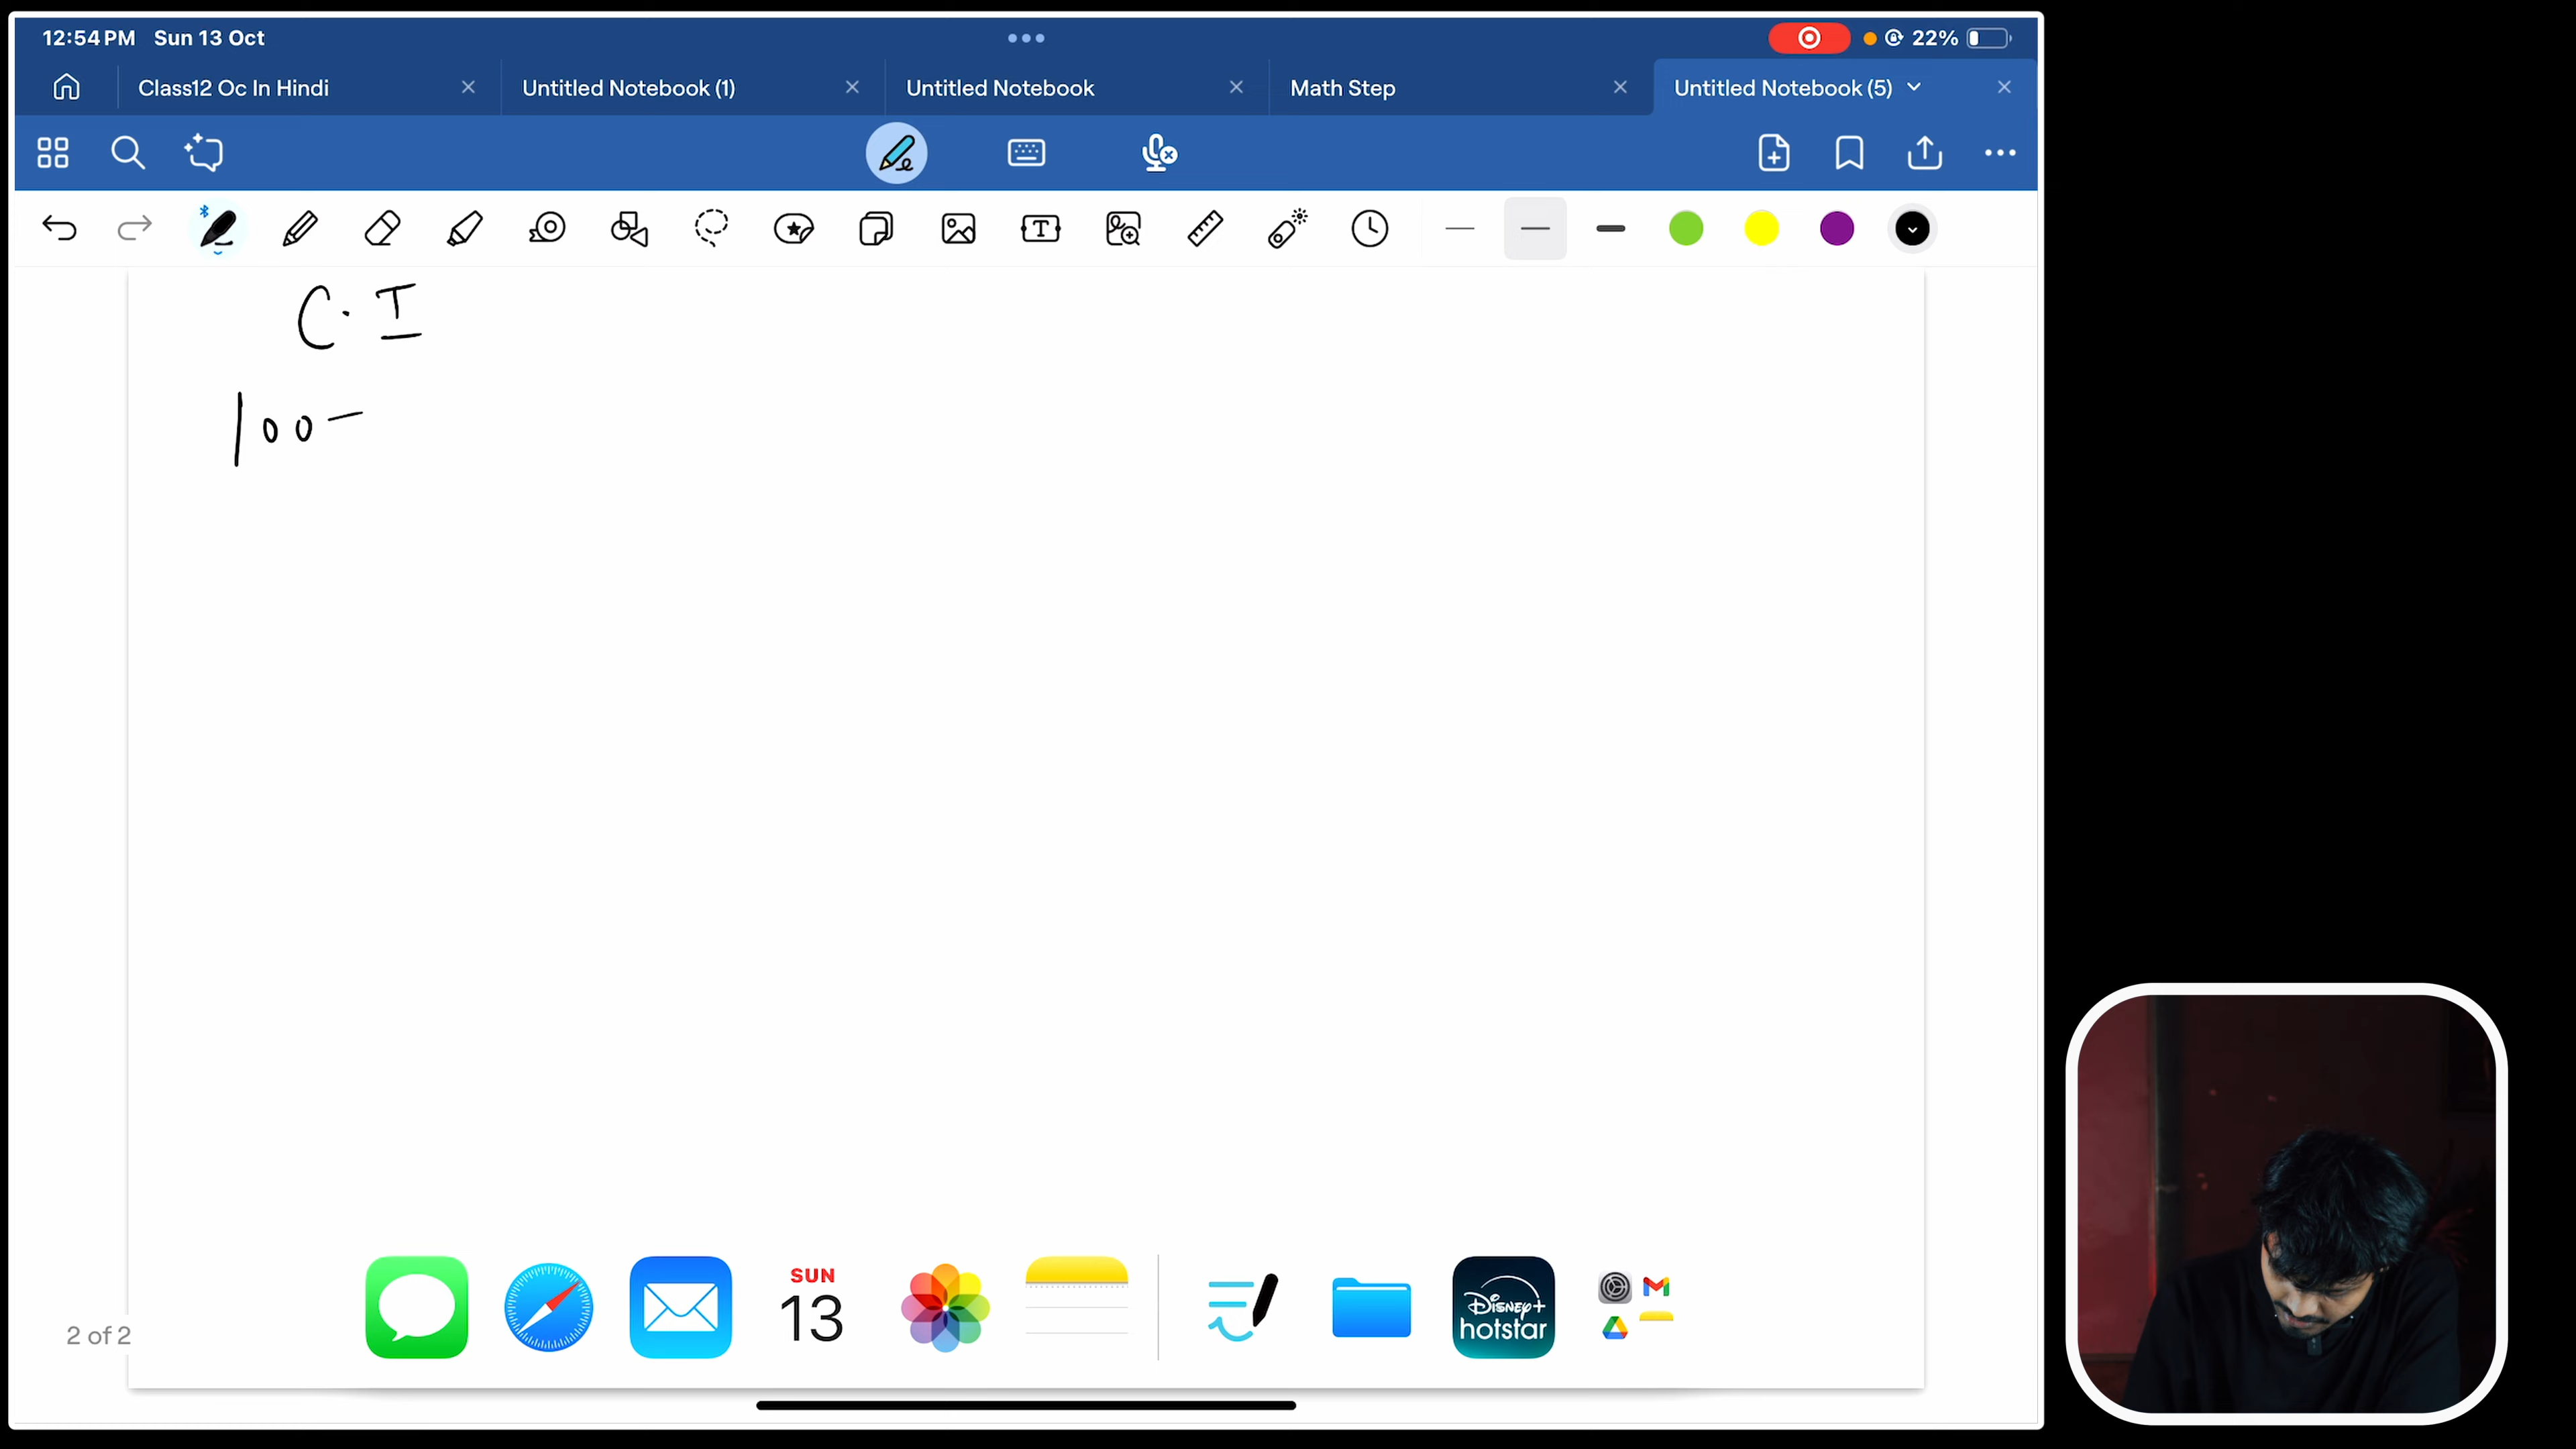 12:54 PM Sun 13 Oct
22%
Class12 Oc In Hindi
Untitled Notebook (1)
Untitled Notebook
Math Step
Untitled Notebook (5)
C. I
100 -
SUN
13
Disney+
hotstar
2 of 2